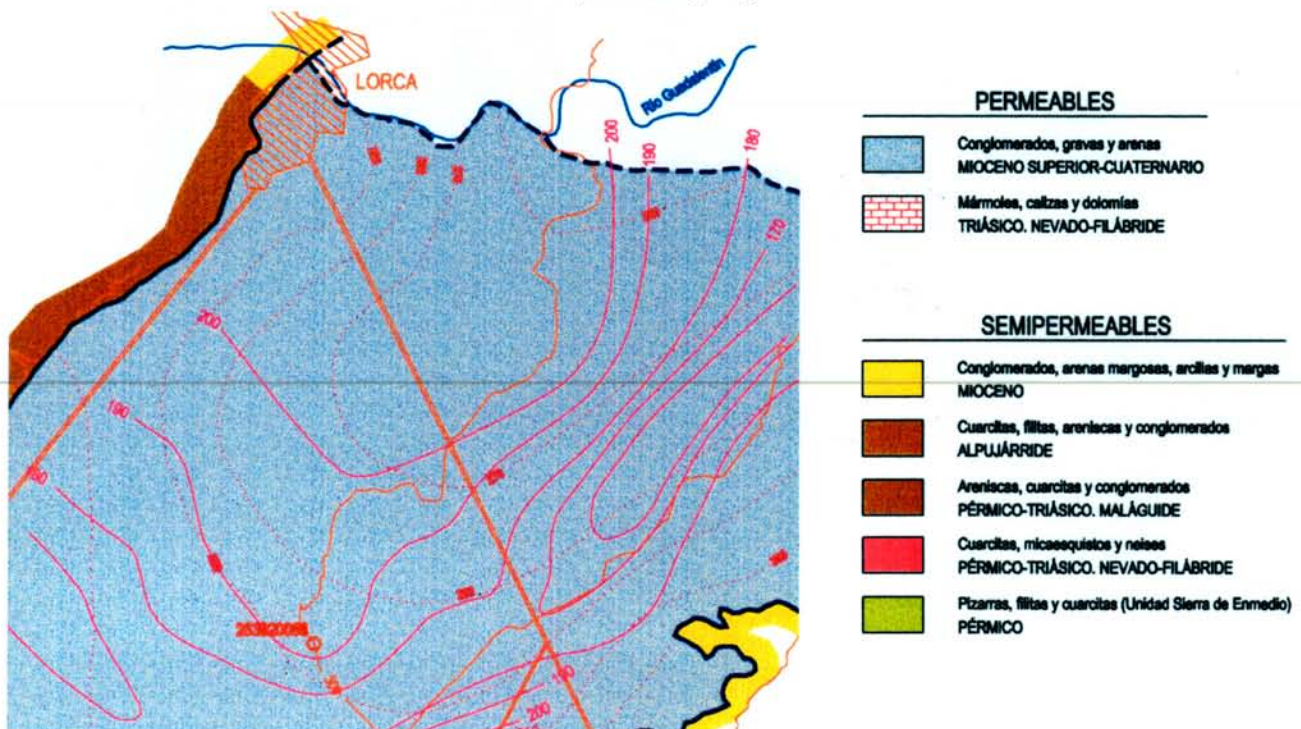 LORCA
Río Guadalentín
200
190
180
170
200
190
180
190
200
PERMEABLES
Conglomerados, gravas y arenas
MIOCENO SUPERIOR-CUATERNARIO
Mármoles, calizas y dolomías
TRIÁSICO. NEVADO-FILÁBRIDE
SEMIPERMEABLES
Conglomerados, arenas margosas, arcillas y margas
MIOCENO
Cuarcitas, filitas, areniscas y conglomerados
ALPUJÁRRIDE
Areniscas, cuarcitas y conglomerados
PÉRMICO-TRIÁSICO. MALÁGUIDE
Cuarcitas, micaesquistos y neises
PÉRMICO-TRIÁSICO. NEVADO-FILÁBRIDE
Pizarras, filitas y cuarcitas (Unidad Sierra de Enmedio)
PÉRMICO